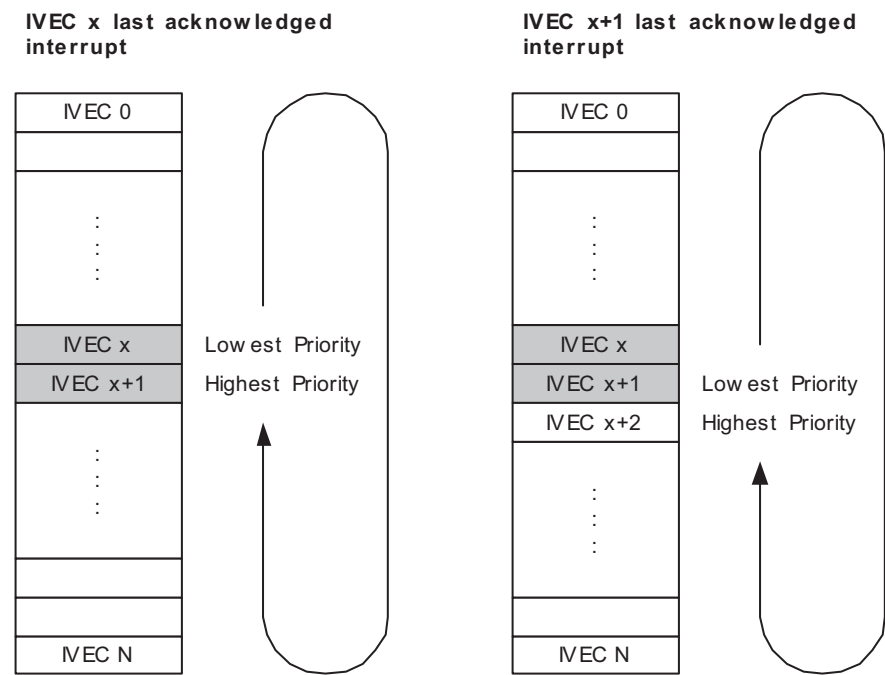 IVEC x last acknowledged
interrupt
IVEC 0
IVEC x
Lowest Priority
IVEC x+1
Highest Priority
IVEC N
IVEC x+1 last acknowledged
interrupt
IVEC 0
IVEC x
IVEC x+1
Lowest Priority
IVEC x+2
Highest Priority
IVEC N